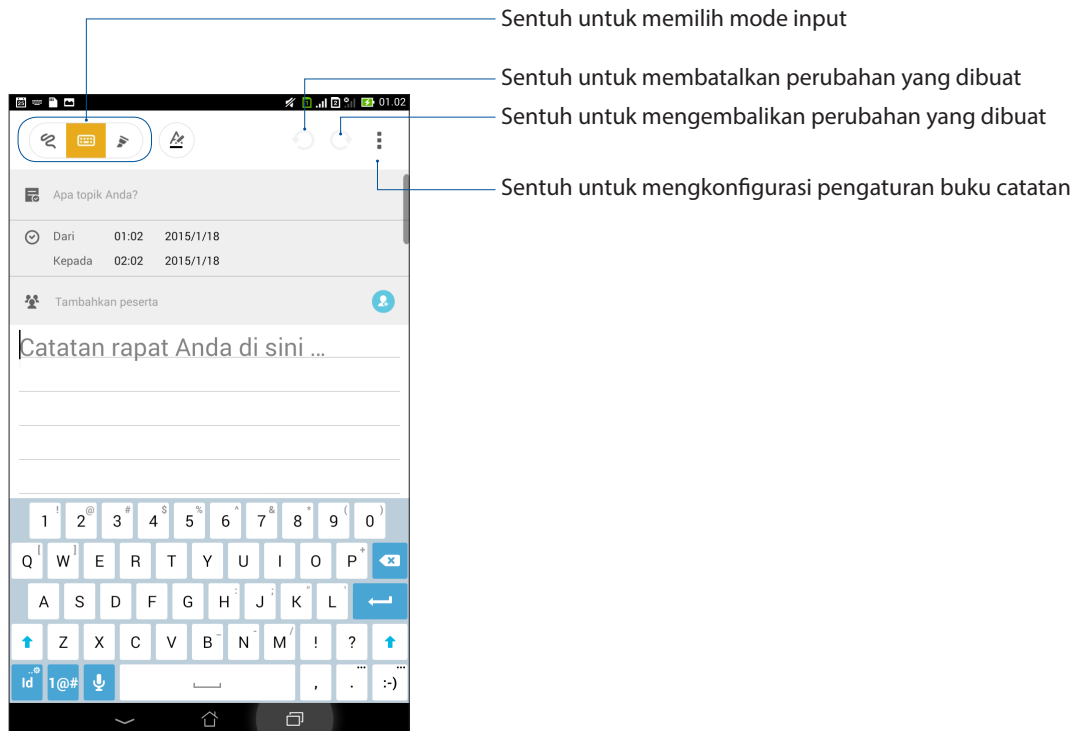 Sentuh untuk memilih mode input
Sentuh untuk membatalkan perubahan yang dibuat
Sentuh untuk mengembalikan perubahan yang dibuat
Sentuh untuk mengkonfigurasi pengaturan buku catatan
01.02
Apa topik Anda?
Dari 01:02 2015/1/18
Kepada 02:02 2015/1/18
Tambahkan peserta
Catatan rapat Anda di sini ...
1 ! 2 @ 3 # 4 $ 5 % 6 ^ 7 & 8 * 9 ( 0 )
Q [ W ] E R T Y U I O P +
A S D F G H : J ; K " L '
Z X C V B _ N - M / ! ?
Id 1@# , . ... :-) ...